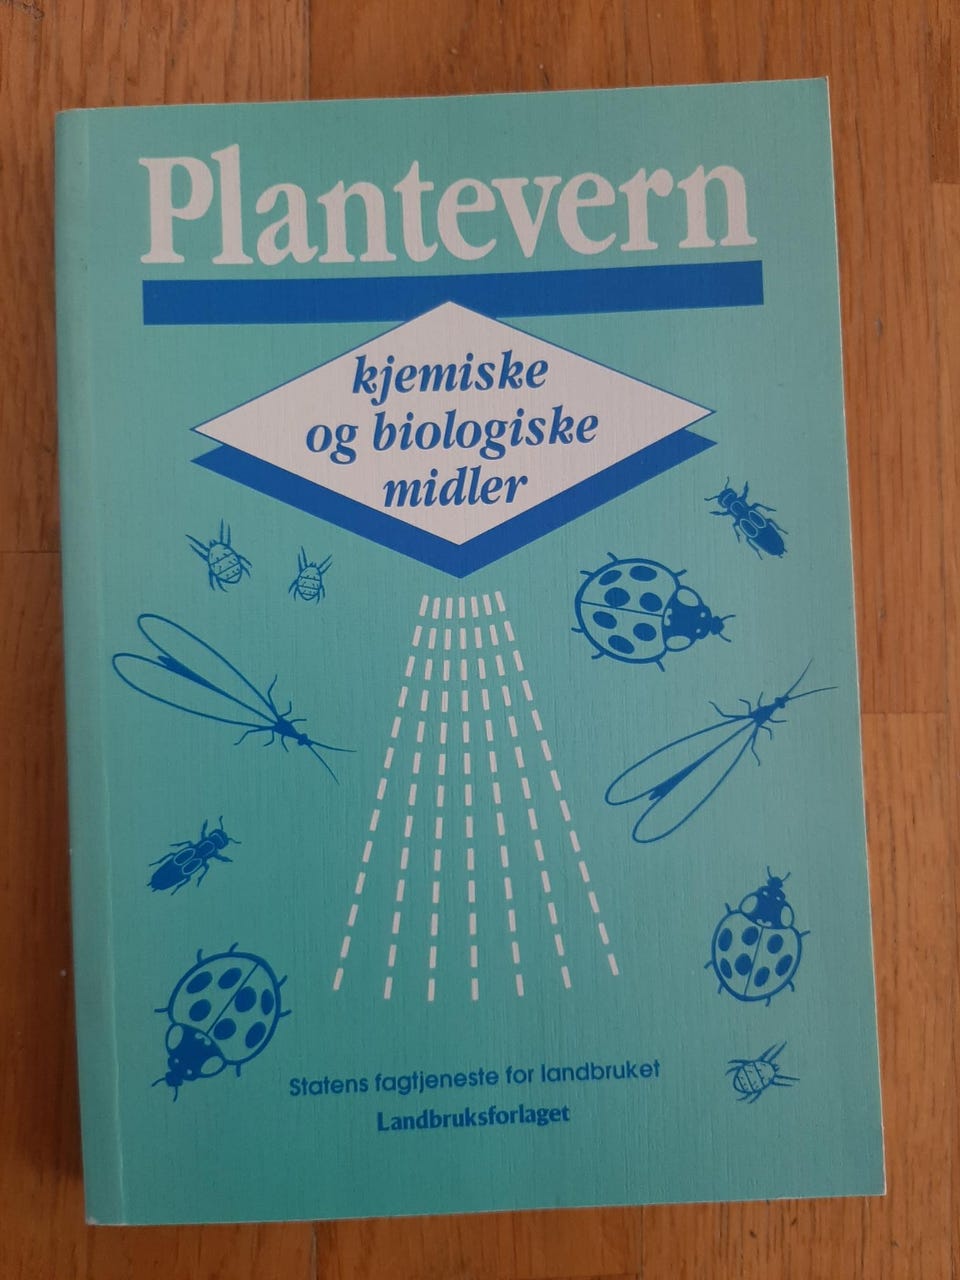 Plantevern
kjemiske
og biologiske
midler
Statens fagtjeneste for landbruket
Landbruksforlaget